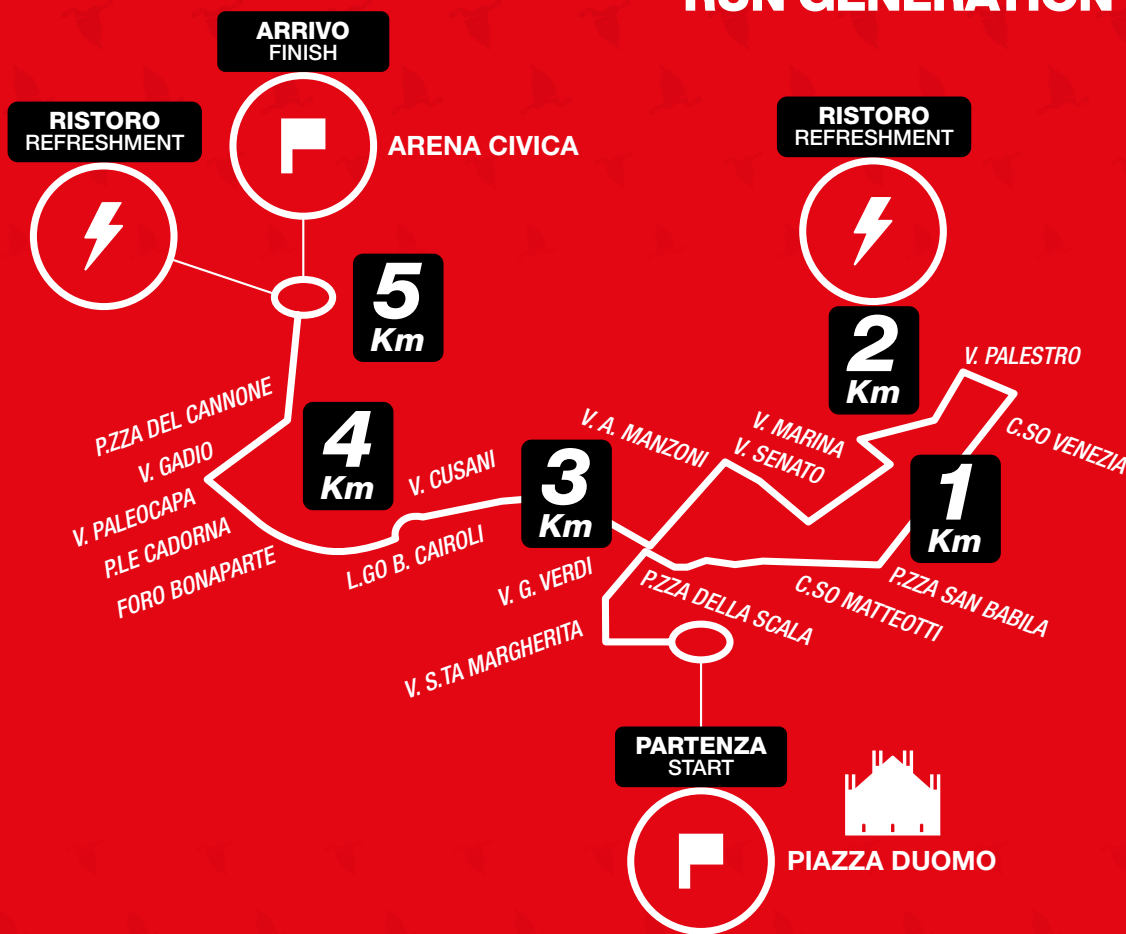 RUN GENERATION
ARRIVO
FINISH
RISTORO
REFRESHMENT
ARENA CIVICA
RISTORO
REFRESHMENT
5
Km
2
Km
V. PALESTRO
C.SO VENEZIA
P.ZZA DEL CANNONE
4
Km
V. GADIO
V. PALEOCAPA
P.LE CADORNA
FORO BONAPARTE
V. CUSANI
L.GO B. CAIROLI
3
Km
V. A. MANZONI
V. MARINA
V. SENATO
1
Km
V. G. VERDI
P.ZZA DELLA SCALA
C.SO MATTEOTTI
P.ZZA SAN BABILA
V. S.TA MARGHERITA
PARTENZA
START
PIAZZA DUOMO